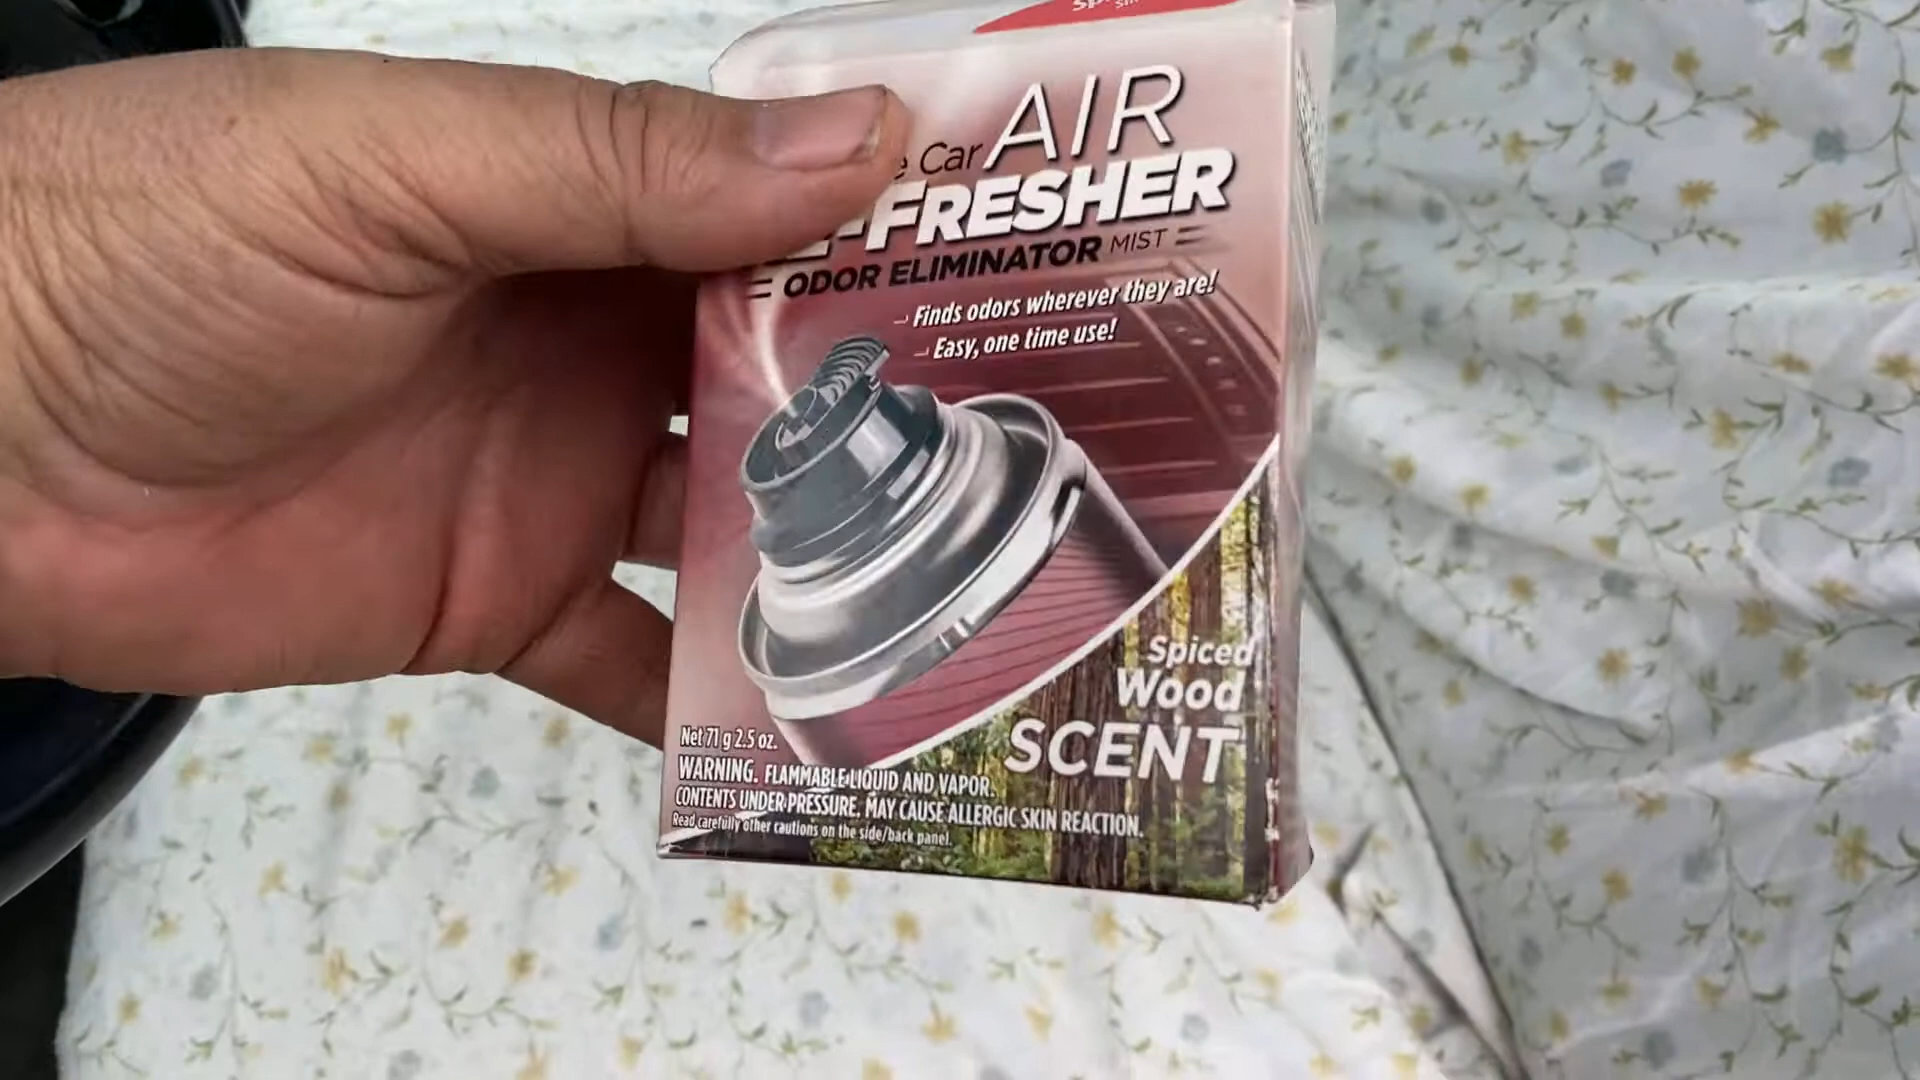 Car AIR
-FRESHER
ODOR ELIMINATOR MIST
Finds odors wherever they are!
Easy, one time use!
Spiced
Wood
SCENT
Net 71 g 2.5 oz.
WARNING. FLAMMABLE LIQUID AND VAPOR.
CONTENTS UNDER PRESSURE. MAY CAUSE ALLERGIC SKIN REACTION.
Read carefully other cautions on the side/back panel.